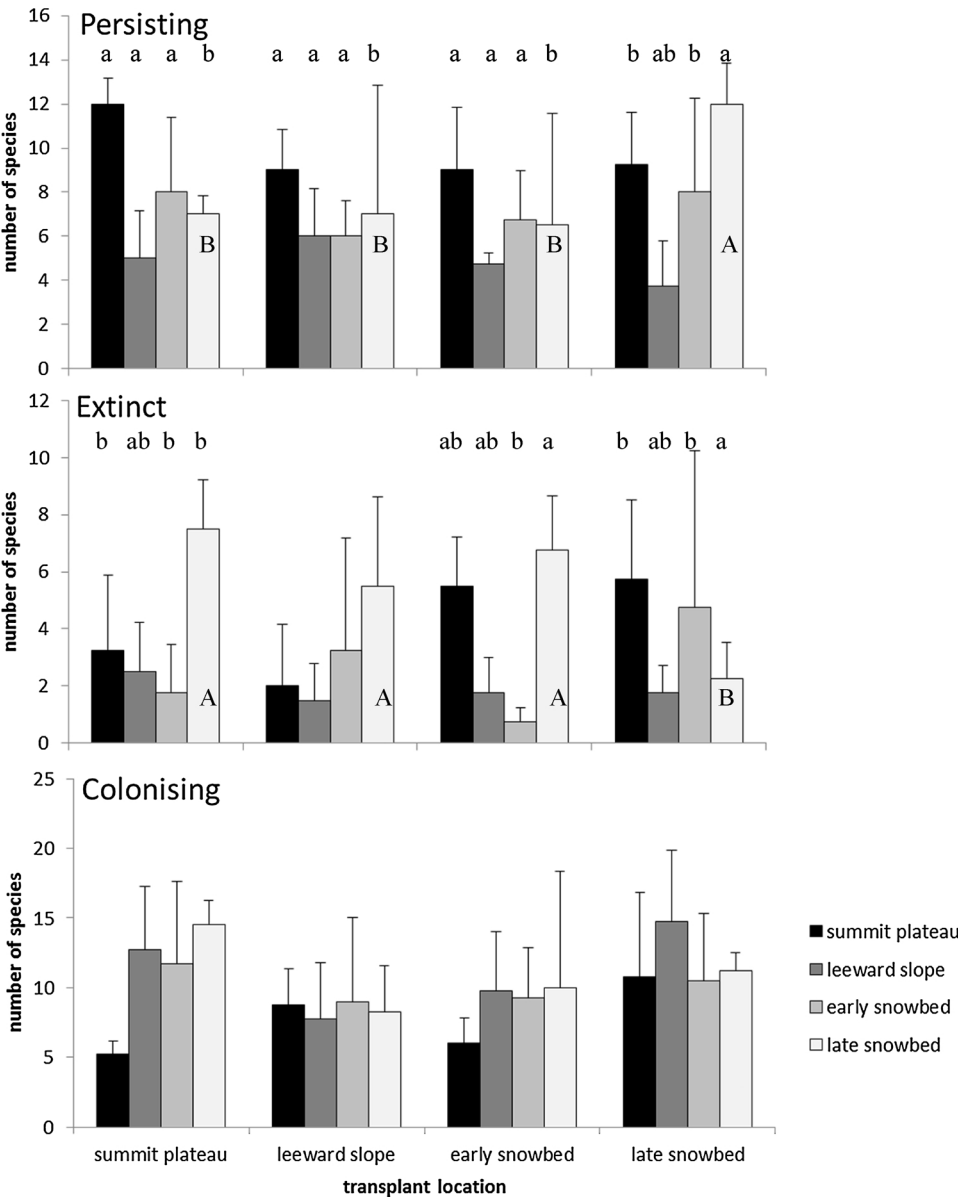 Persisting
a a a b a a a b a a a b b ab b a
16
14
12
10
8
6
4
2
0
number of species
B B B A
Extinct
b ab b b ab ab b a b ab b a
12
10
8
6
4
2
0
number of species
A A A B
Colonising
25
20
15
10
5
0
number of species
summit plateau
leeward slope
early snowbed
late snowbed
summit plateau leeward slope early snowbed late snowbed
transplant location